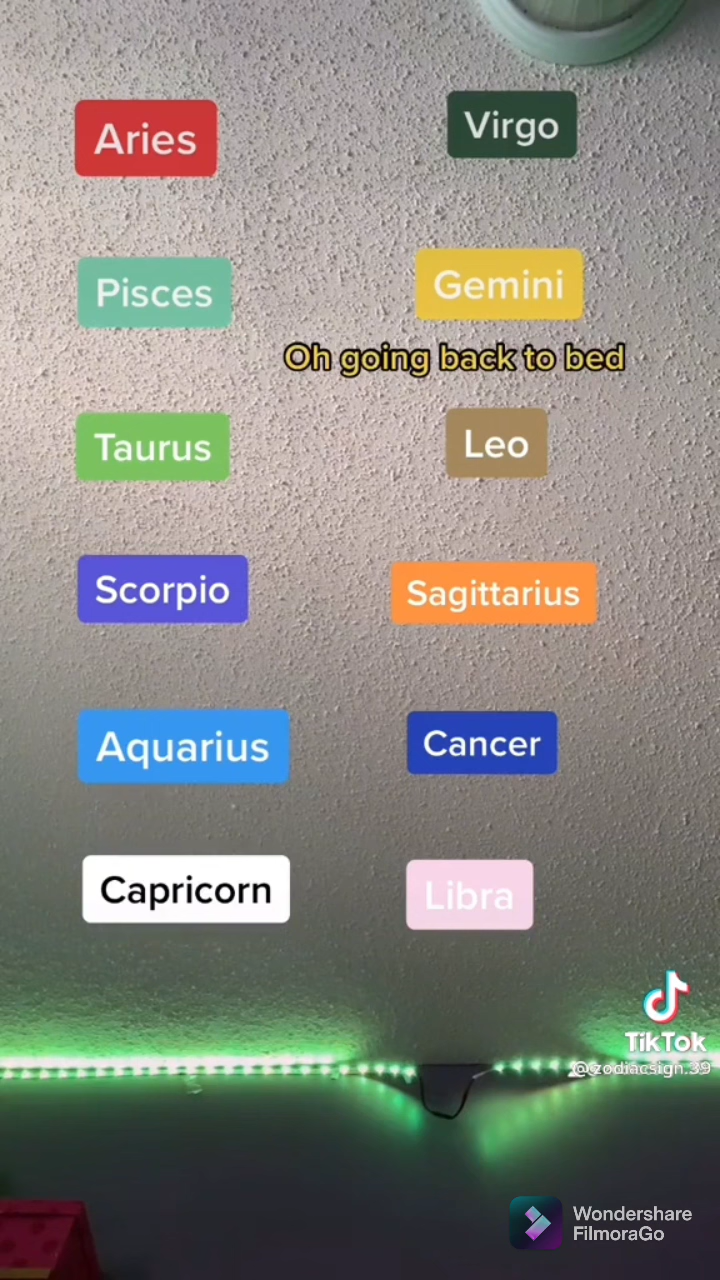 Aries
Virgo
Pisces
Gemini
Oh going back to bed
Taurus
Leo
Scorpio
Sagittarius
Aquarius
Cancer
Capricorn
Libra
TikTok
@zodiacsign.39
Wondershare
FilmoraGo